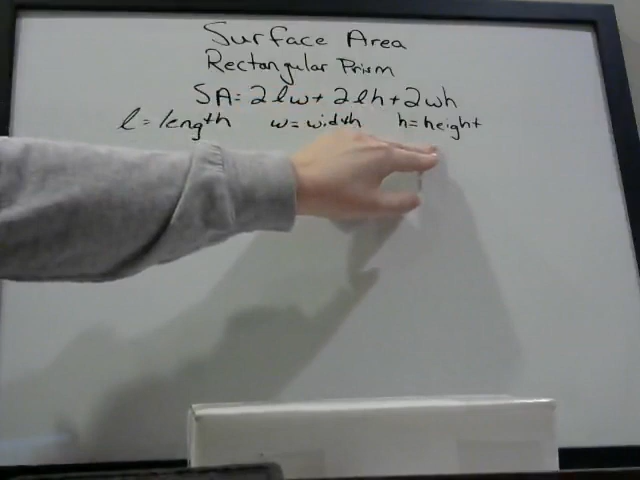 Surface Area
Rectangular Prism
SA = 2lw + 2lh + 2wh
l = length w = width h = height